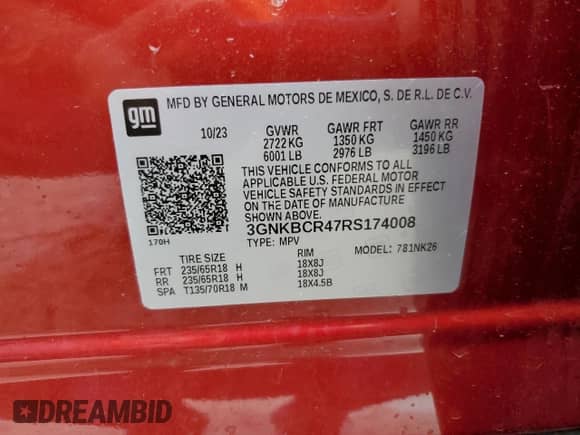 gm
MFD BY GENERAL MOTORS DE MEXICO, S. DE R.L. DE C.V.
10/23 GVWR GAWR FRT GAWR RR
2722 KG 1350 KG 1450 KG
6001 LB 2976 LB 3196 LB
THIS VEHICLE CONFORMS TO ALL
APPLICABLE U.S. FEDERAL MOTOR
VEHICLE SAFETY STANDARDS IN EFFECT
ON THE DATE OF MANUFACTURE
SHOWN ABOVE.
170H
3GNKBCR47RS174008
TYPE: MPV MODEL: 781NK26
TIRE SIZE RIM
FRT 235/65R18 H 18X8J
RR 235/65R18 H 18X8J
SPA T135/70R18 M 18X4.5B
DREAMBID